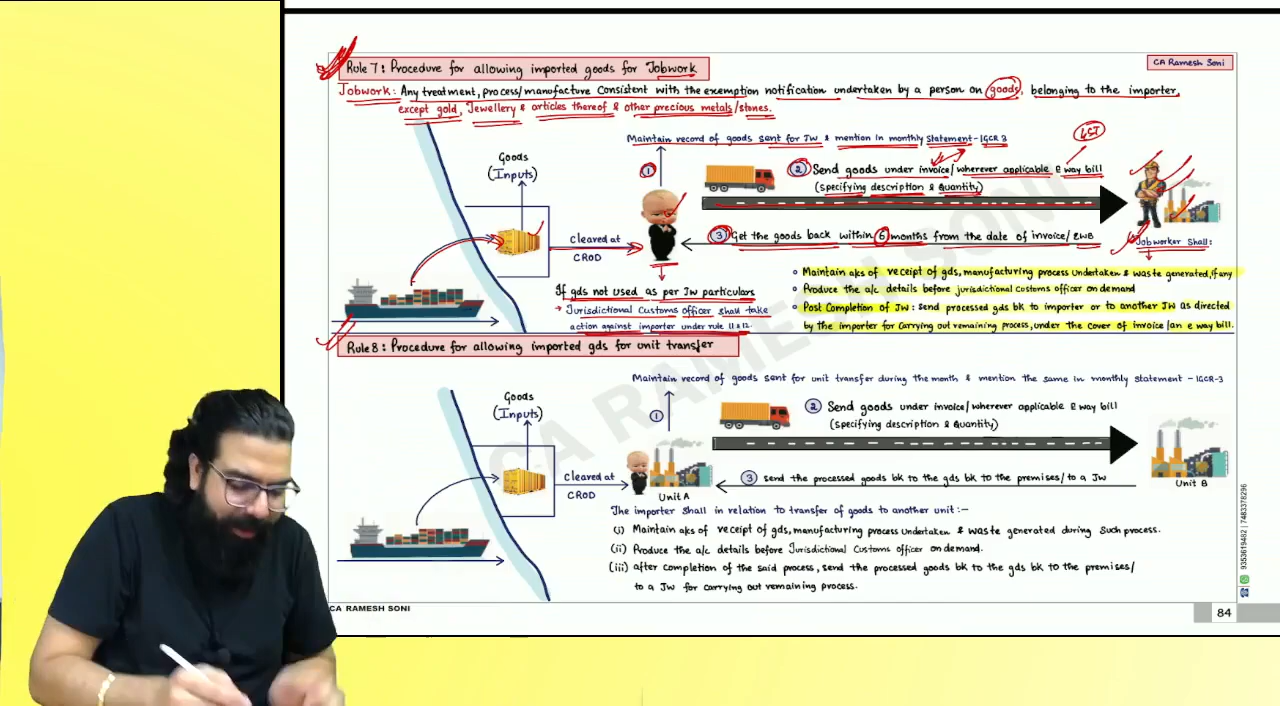 Rule 7: Procedure for allowing imported goods for Jobwork
CA Ramesh Soni
Jobwork: Any treatment, process/manufacture Consistent with the exemption notification undertaken by a person on goods, belonging to the importer,
except gold, Jewellery & articles thereof & other precious metals/stones.
Maintain record of goods sent for JW & mention in monthly statement-IGCR 3
Goods
(Inputs)
1
2 Send goods under invoice/wherever applicable E way bill
(specifying description & Quantity)
3 Get the goods back within 6 months from the date of invoice/EWB
Cleared at
CROD
Jobworker Shall:
If gds not used as per JW particulars
→ Jurisdictional Customs officer shall take
action against importer under rule 11 & 12.
Maintain a/cs of receipt of gds, manufacturing process undertaken & waste generated, if any
Produce the a/c details before jurisdictional Customs officer on demand
Post Completion of JW: Send processed gds bk to importer or to another JW as directed
by the importer for Carrying out remaining process, under the cover of invoice/an e way bill.
Rule 8: Procedure for allowing imported gds for unit transfer
Maintain record of goods sent for unit transfer during the month & mention the same in monthly statement - IGCR-3
Goods
(Inputs)
1
2 Send goods under invoice/wherever applicable E way bill
(specifying description & Quantity)
Cleared at
CROD
Unit A
3 send the processed goods bk to the gds bk to the premises/to a JW
Unit B
The importer shall in relation to transfer of goods to another unit:-
(i) Maintain a/cs of receipt of gds, manufacturing process undertaken & waste generated during such process.
(ii) Produce the a/c details before Jurisdictional Customs officer on demand.
(iii) after completion of the said process, send the processed goods bk to the gds bk to the premises/
to a JW for carrying out remaining process.
CA RAMESH SONI
84
9353619482 | 7483378296
CA RAMESH SONI